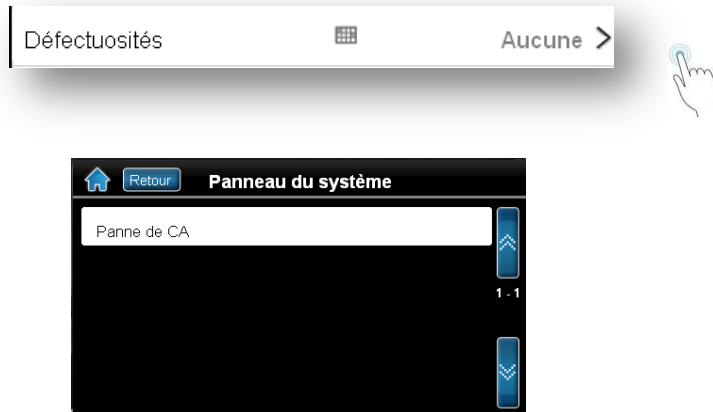 Défectuosités Aucune
Retour Panneau du système
Panne de CA
1 - 1